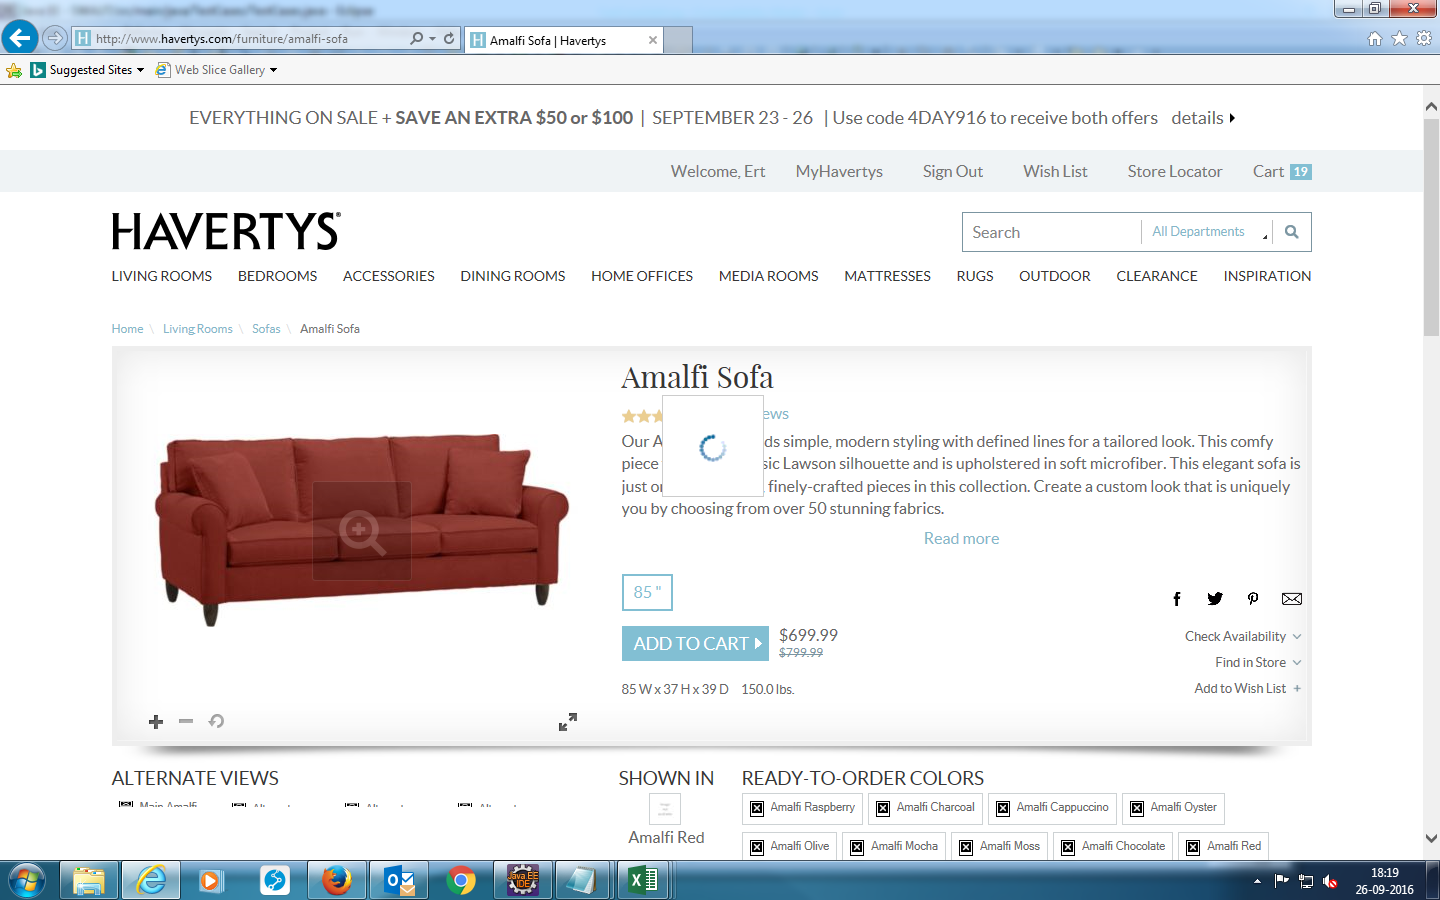 http://www.havertys.com/furniture/amalfi-sofa
Amalfi Sofa | Havertys
Suggested Sites
Web Slice Gallery
EVERYTHING ON SALE + SAVE AN EXTRA $50 or $100 | SEPTEMBER 23 - 26 | Use code 4DAY916 to receive both offers details
Welcome, Ert MyHavertys Sign Out Wish List Store Locator Cart 19
HAVERTYS
Search All Departments
LIVING ROOMS BEDROOMS ACCESSORIES DINING ROOMS HOME OFFICES MEDIA ROOMS MATTRESSES RUGS OUTDOOR CLEARANCE INSPIRATION
Home \ Living Rooms \ Sofas \ Amalfi Sofa
Amalfi Sofa
ews
Our A ds simple, modern styling with defined lines for a tailored look. This comfy
piece sic Lawson silhouette and is upholstered in soft microfiber. This elegant sofa is
just o finely-crafted pieces in this collection. Create a custom look that is uniquely
you by choosing from over 50 stunning fabrics.
Read more
85 "
ADD TO CART $699.99
$799.99
Check Availability
Find in Store
Add to Wish List +
85 W x 37 H x 39 D 150.0 lbs.
ALTERNATE VIEWS
Main Amalfi
SHOWN IN
Amalfi Red
READY-TO-ORDER COLORS
Amalfi Raspberry Amalfi Charcoal Amalfi Cappuccino Amalfi Oyster
Amalfi Olive Amalfi Mocha Amalfi Moss Amalfi Chocolate Amalfi Red
Java EE
IDE
18:19
26-09-2016